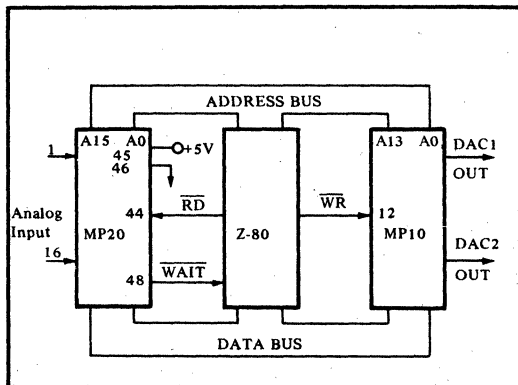 ADDRESS BUS
A15 A0
A13 A0
DAC1
1
45
+5V
46
OUT
Analog
Input
44
RD
WR
12
MP20
Z-80
MP10
DAC2
16
48
WAIT
OUT
DATA BUS